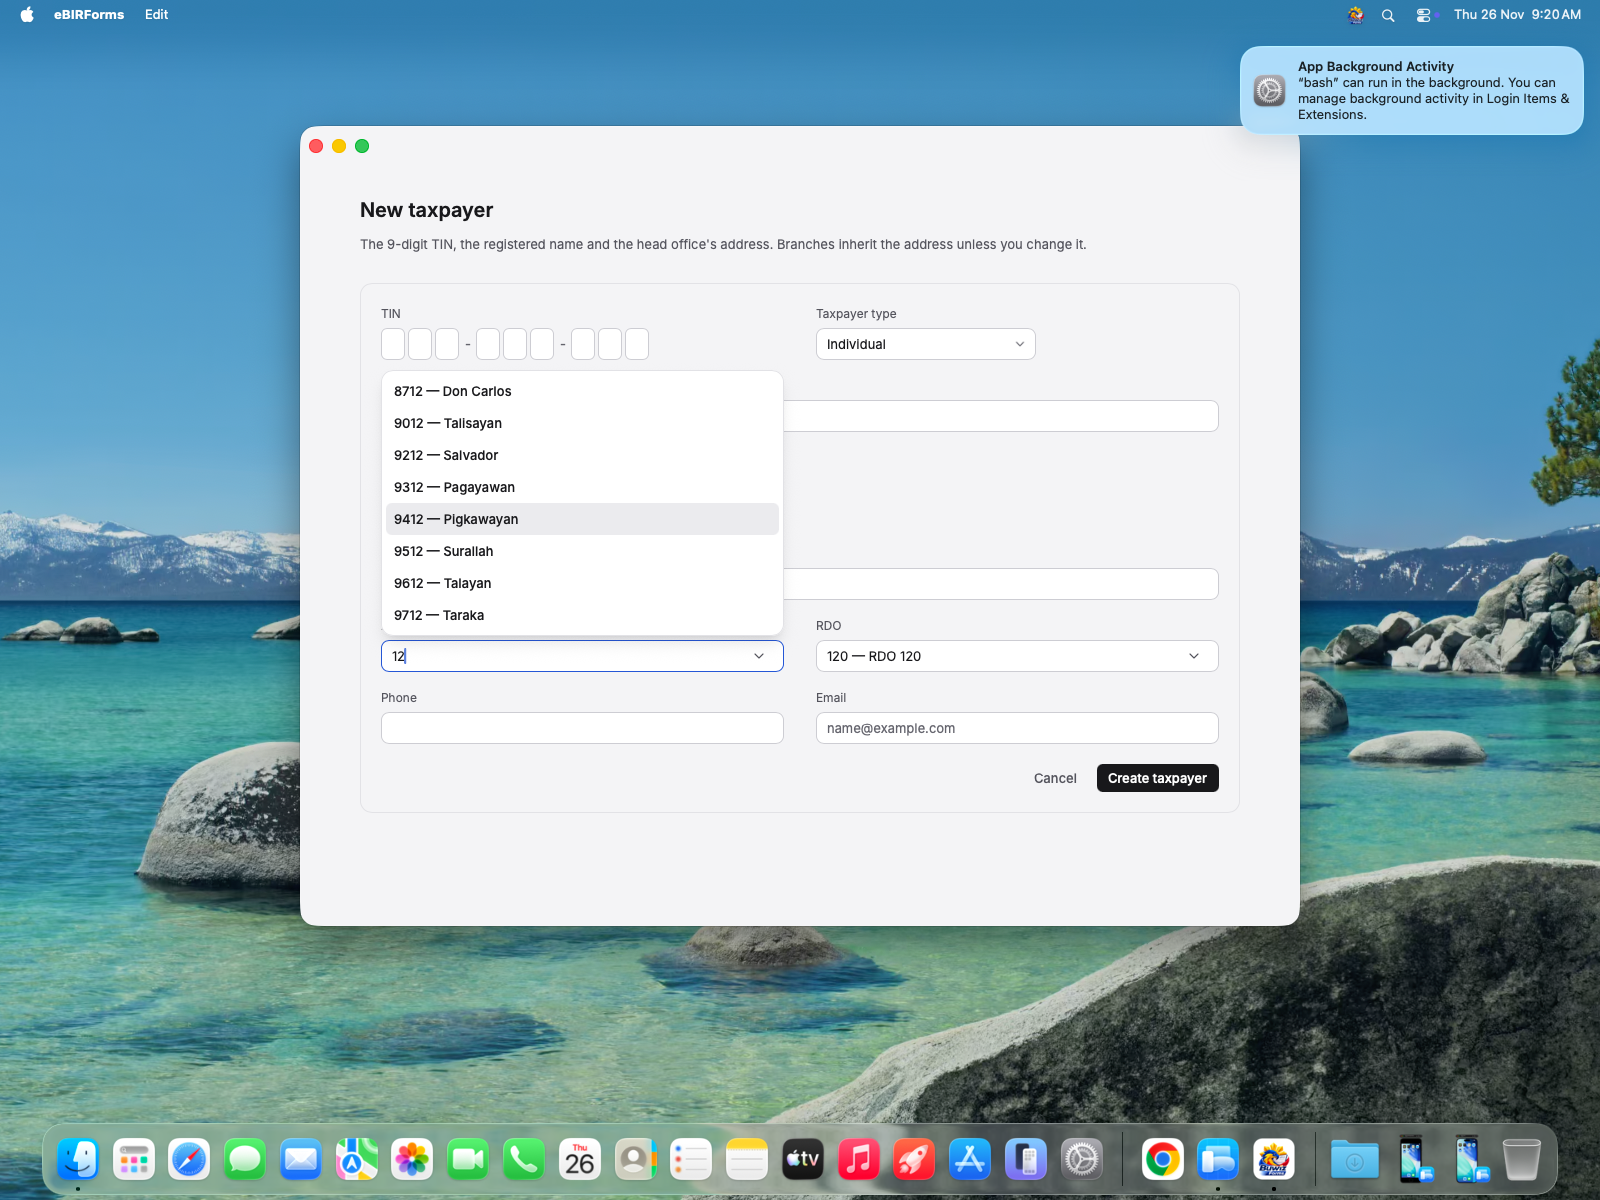 eBIRForms Edit Thu 26 Nov 9:20 AM
App Background Activity
“bash” can run in the background. You can
manage background activity in Login Items &
Extensions.
New taxpayer
The 9-digit TIN, the registered name and the head office's address. Branches inherit the address unless you change it.
TIN Taxpayer type
- - Individual
8712 — Don Carlos
9012 — Talisayan
9212 — Salvador
9312 — Pagayawan
9412 — Pigkawayan
9512 — Surallah
9612 — Talayan
9712 — Taraka
RDO
12 120 — RDO 120
Phone Email
name@example.com
Cancel Create taxpayer
Thu
26
tv